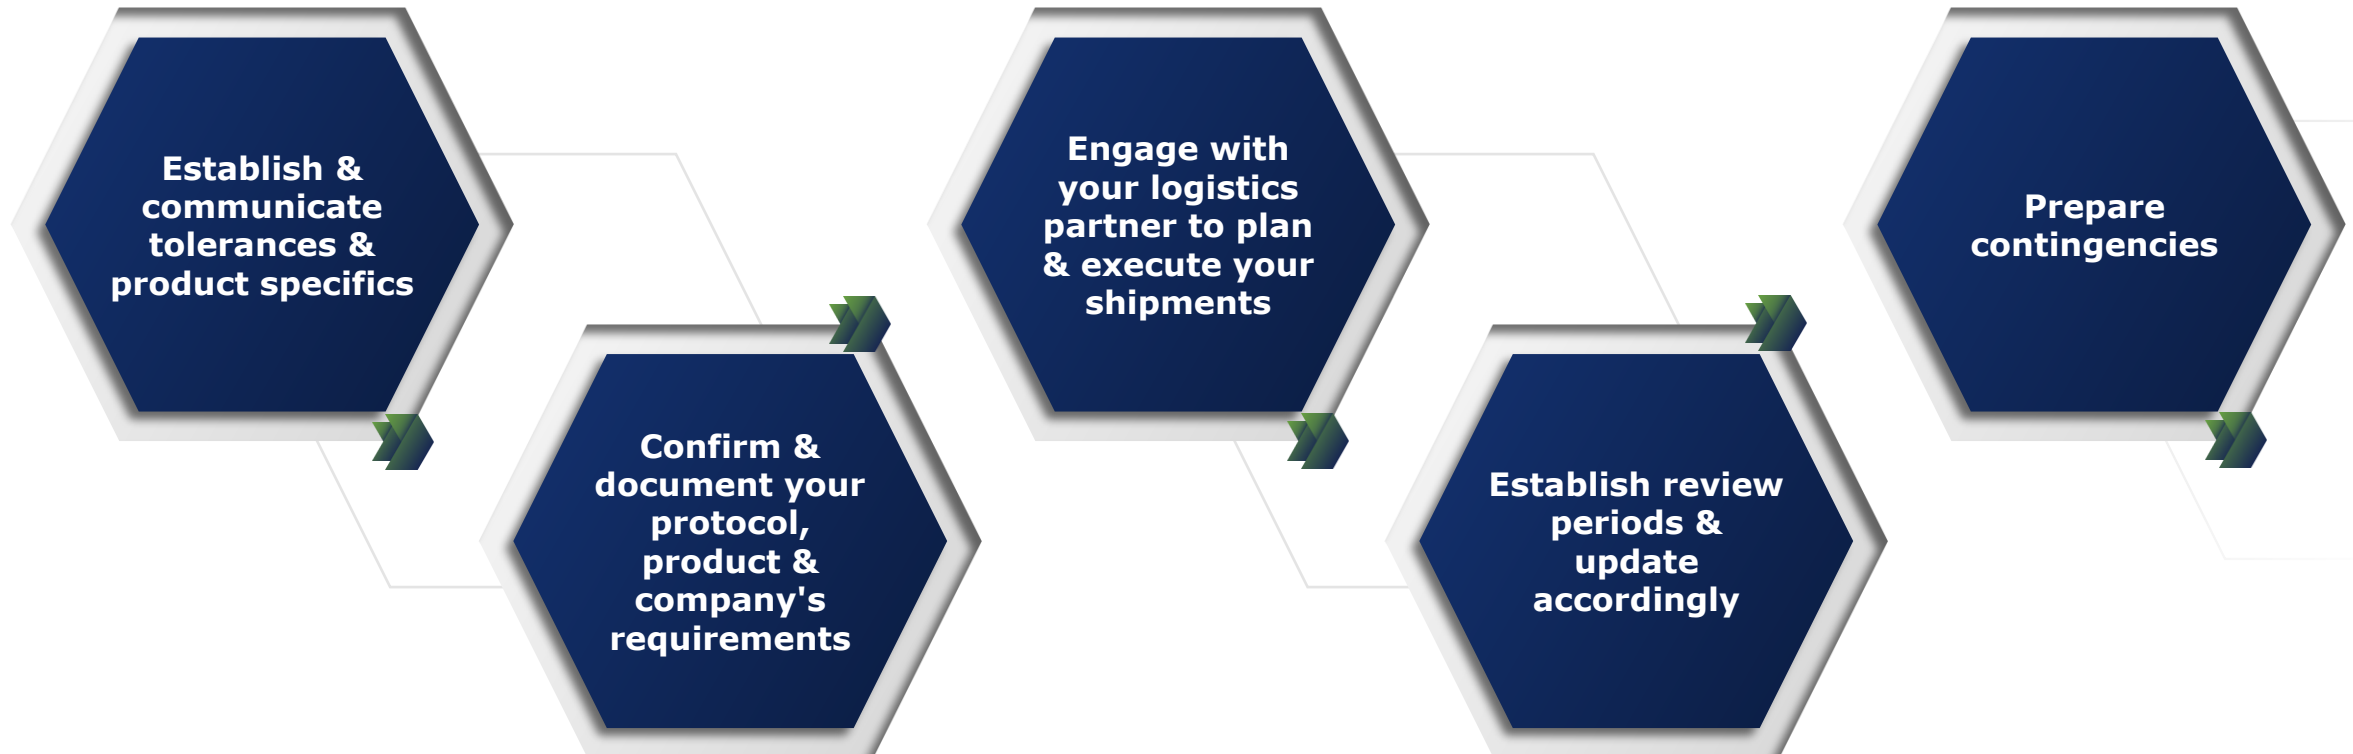 Establish &
communicate
tolerances &
product specifics
Confirm &
document your
protocol,
product &
company's
requirements
Engage with
your logistics
partner to plan
& execute your
shipments
Establish review
periods &
update
accordingly
Prepare
contingencies